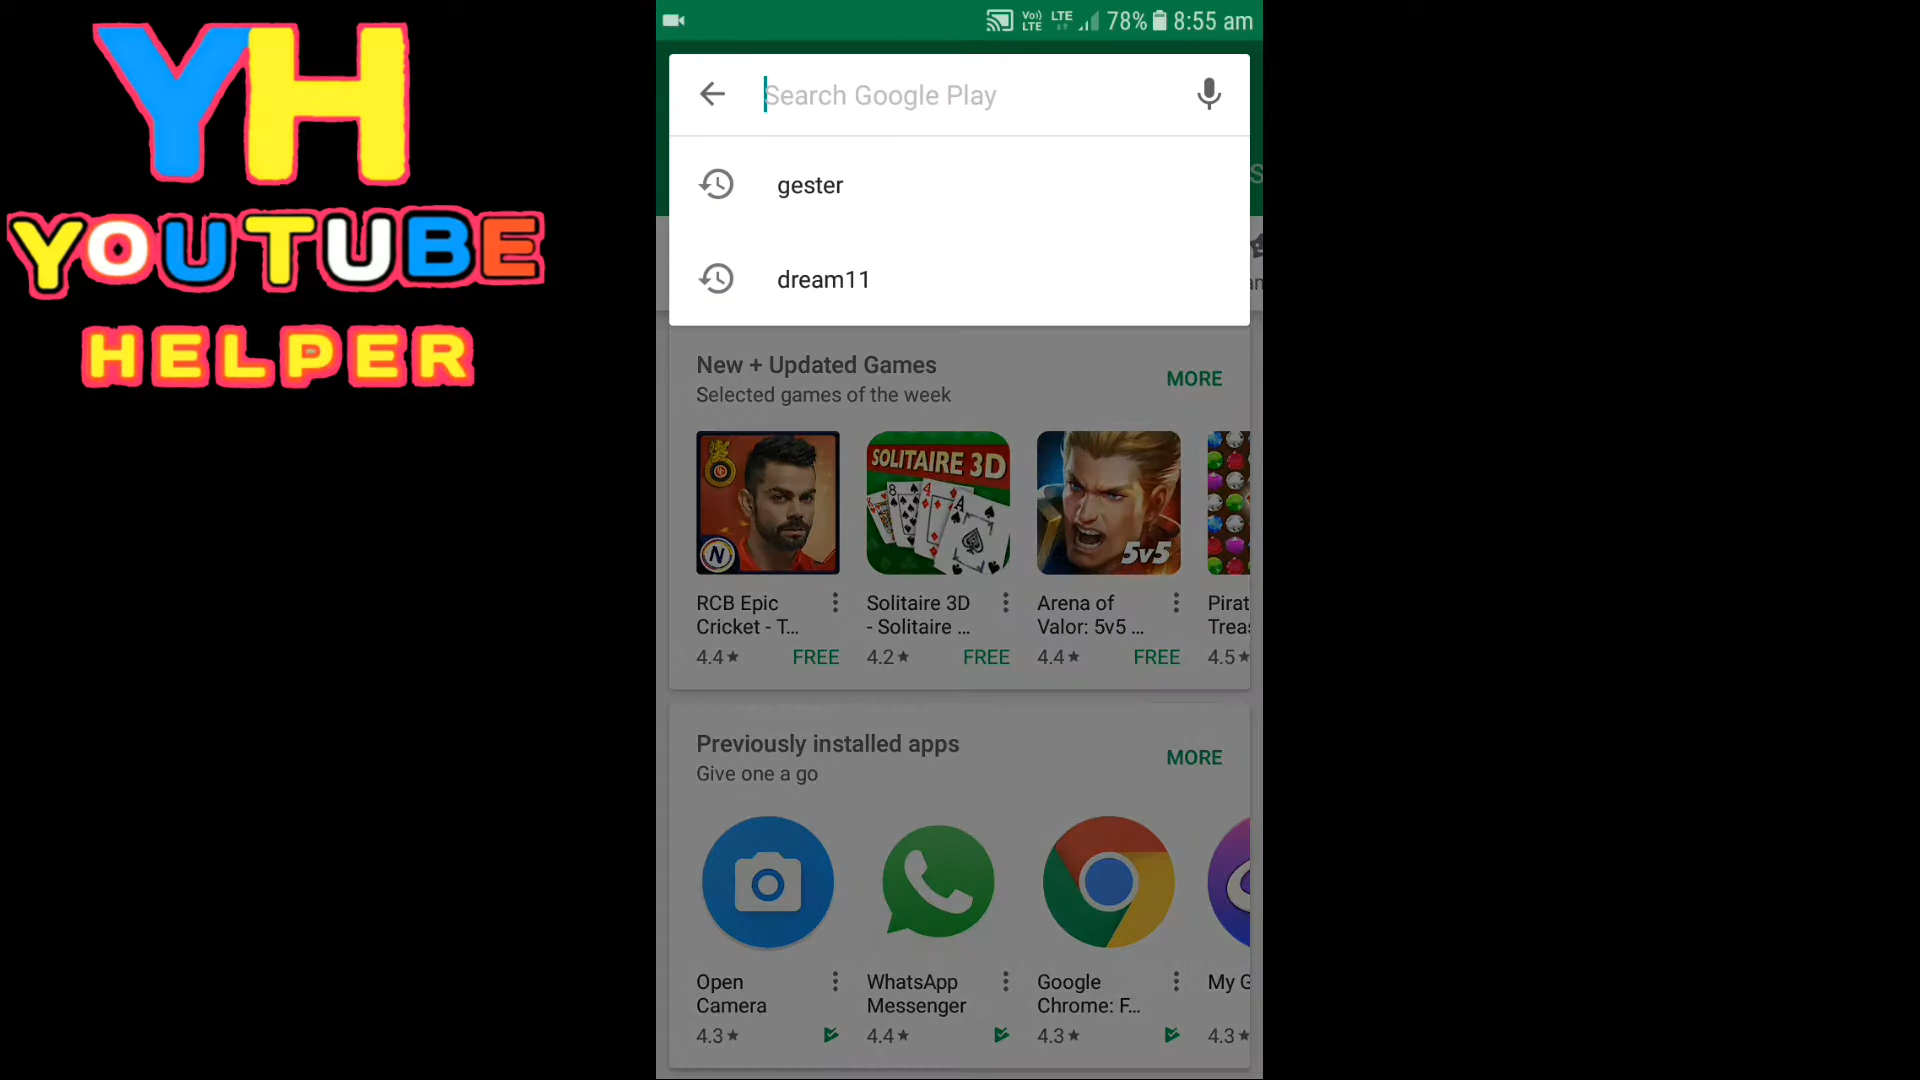 YH
YOUTUBE
HELPER
Vo) LTE LTE 78% 8:55 am
Search Google Play
gester
dream11
New + Updated Games
MORE
Selected games of the week
SOLITAIRE 3D
5v5
RCB Epic Cricket - T...
4.4★ FREE
Solitaire 3D - Solitaire ...
4.2★ FREE
Arena of Valor: 5v5 ...
4.4★ FREE
Pirat
Treas
4.5★
Previously installed apps
MORE
Give one a go
Open Camera
4.3★
WhatsApp Messenger
4.4★
Google Chrome: F...
4.3★
My G
4.3★